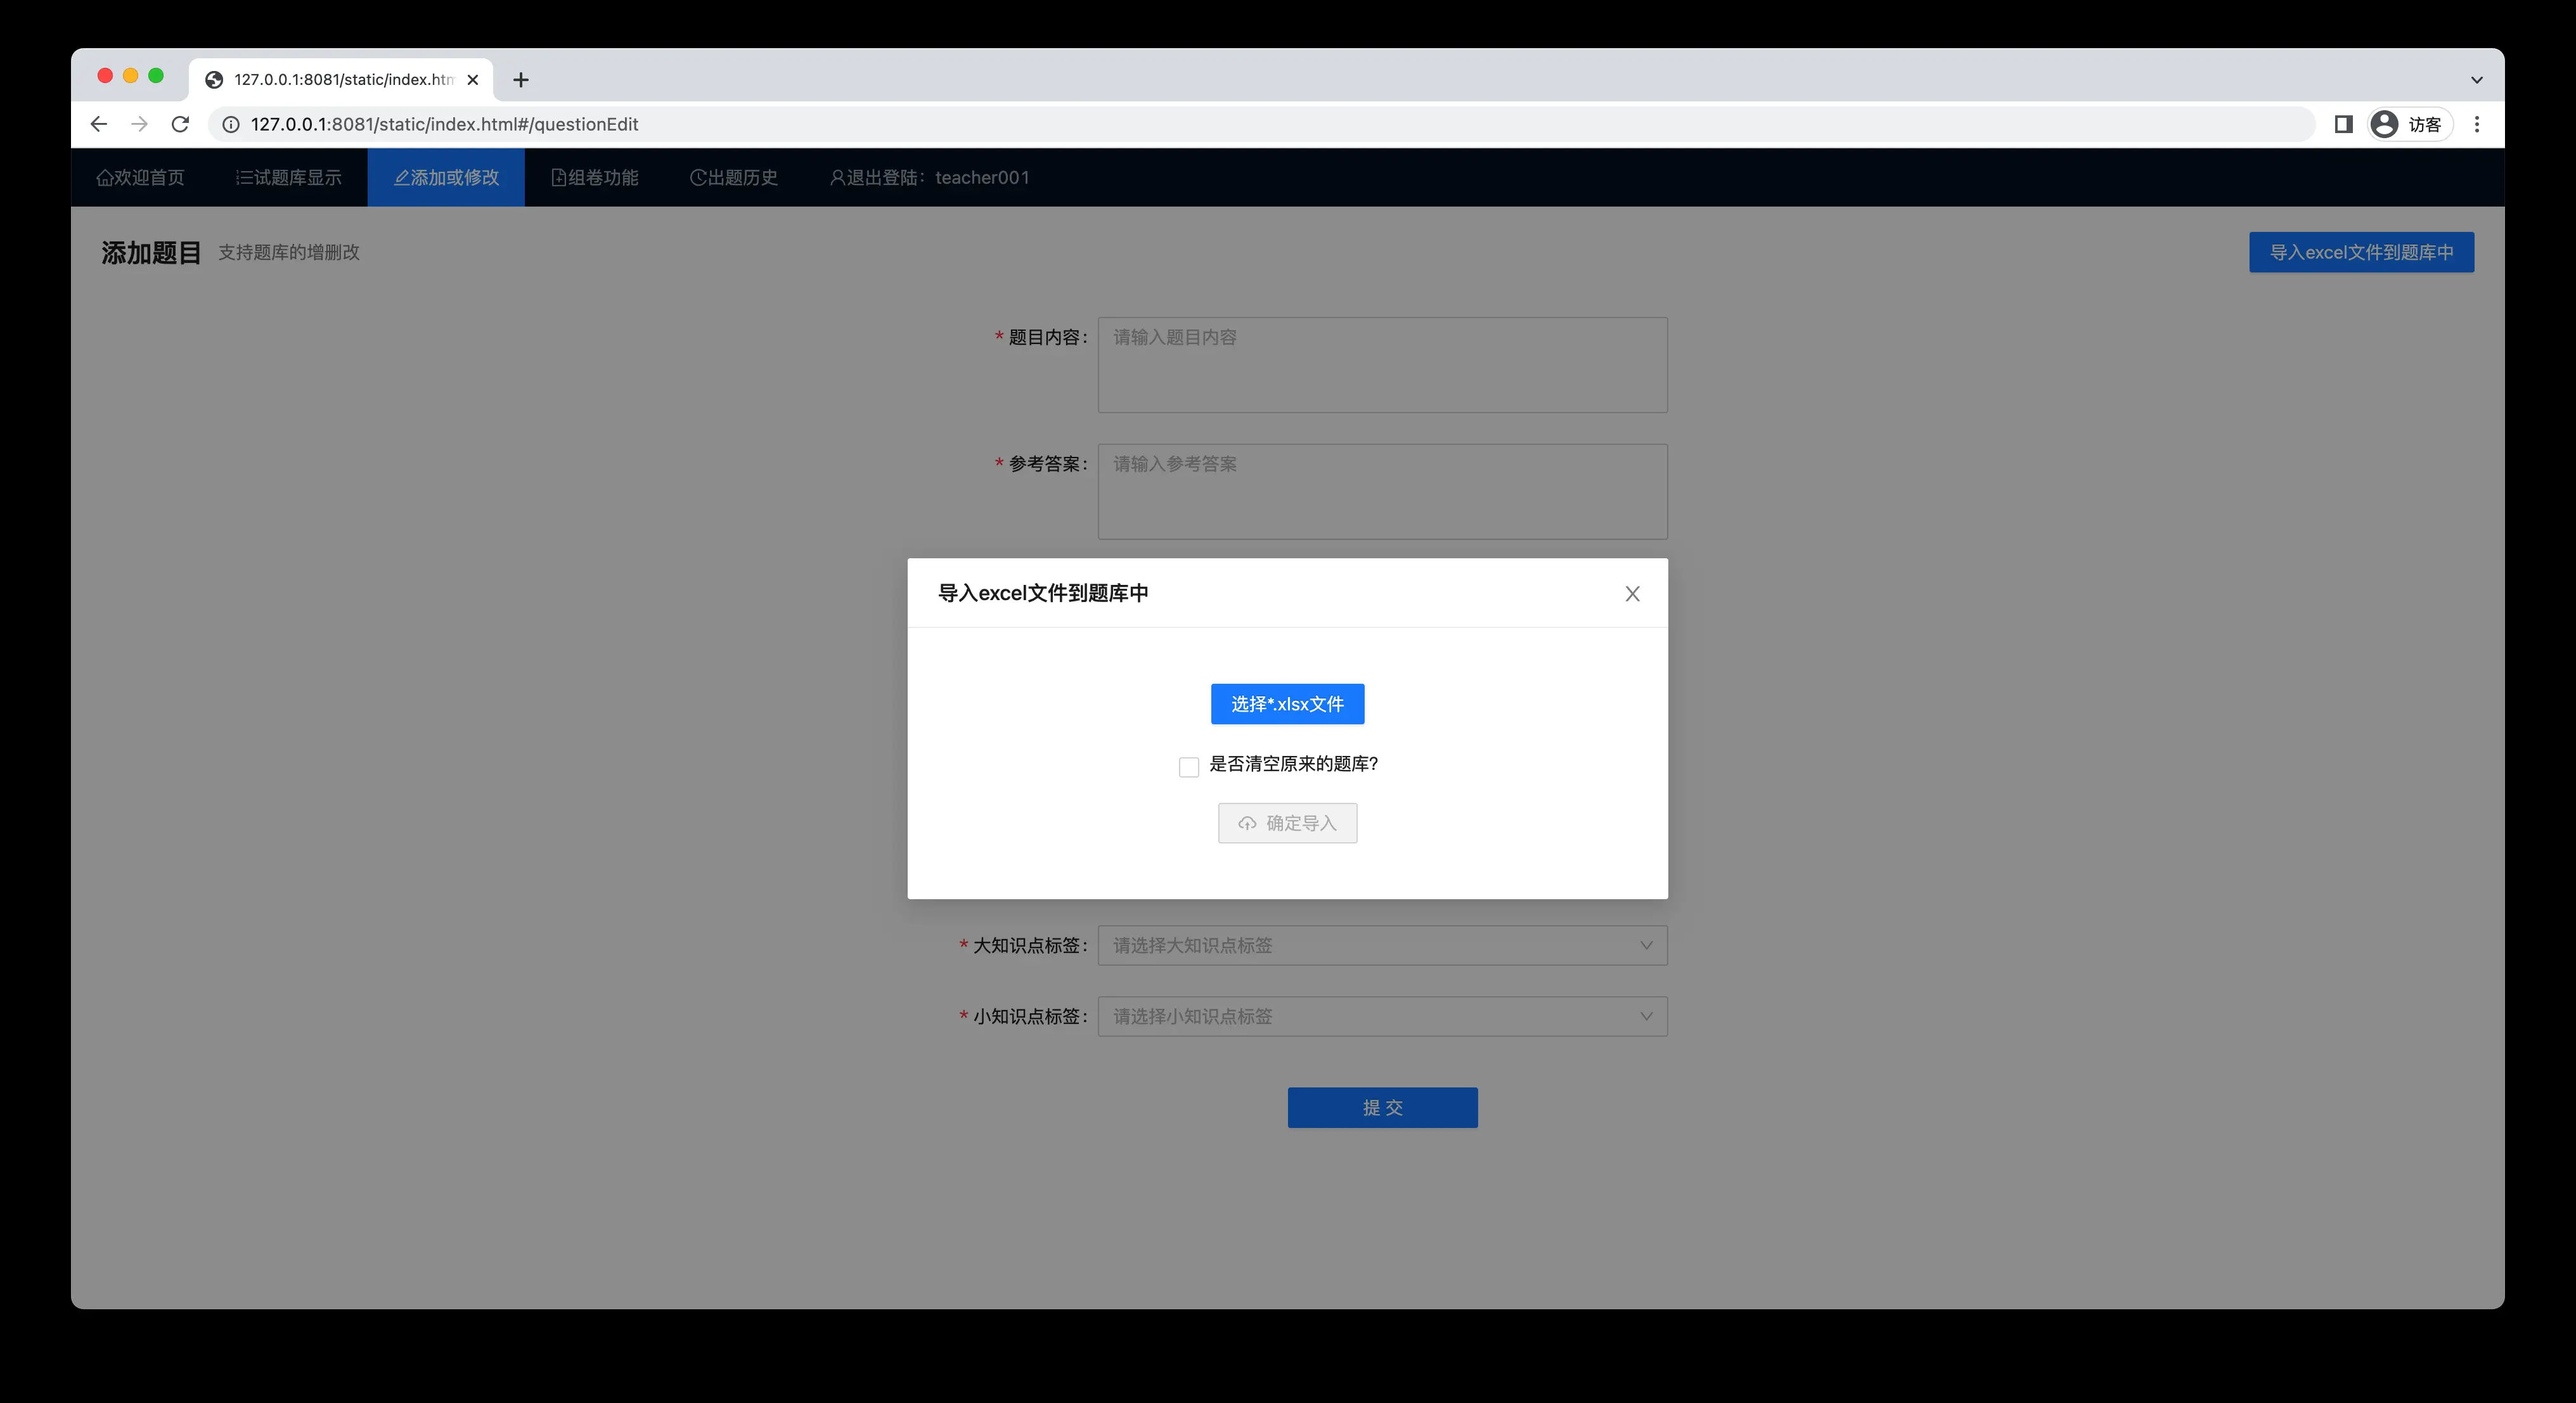 127.0.0.1:8081/static/index.htm
127.0.0.1:8081/static/index.html#/questionEdit
访客
欢迎首页 试题库显示 添加或修改 组卷功能 出题历史 退出登陆：teacher001
添加题目 支持题库的增删改 导入excel文件到题库中
* 题目内容: 请输入题目内容
* 参考答案: 请输入参考答案
导入excel文件到题库中
选择*.xlsx文件
是否清空原来的题库?
确定导入
* 大知识点标签: 请选择大知识点标签
* 小知识点标签: 请选择小知识点标签
提 交